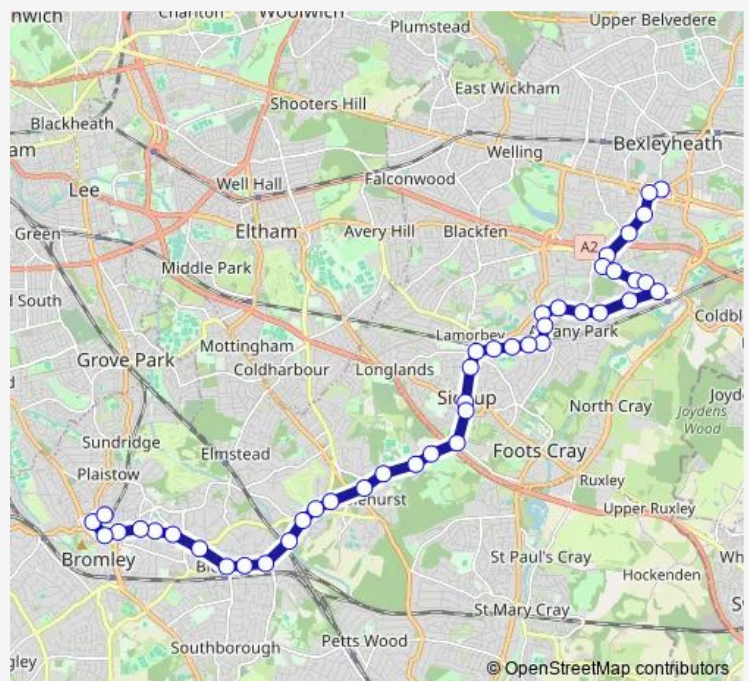 nwich
Charlton
Woolwich
Upper Belvedere
Plumstead
East Wickham
Shooters Hill
Blackheath
Bexleyheath
am
Welling
Lee
Well Hall
Falconwood
Green
Eltham
Avery Hill
Blackfen
A2
Middle Park
d South
Coldbl
Lamorbey
Albany Park
Mottingham
Grove Park
Coldharbour
Longlands
Joyd
Sidcup
North Cray
Joydens
Wood
Sundridge
Elmstead
Foots Cray
Plaistow
Ruxley
ehurst
Upper Ruxley
Bromley
Bi
St Paul's Cray
Wh
Hockenden
St Mary Cray
S
Petts Wood
Southborough
gley
© OpenStreetMap contributors